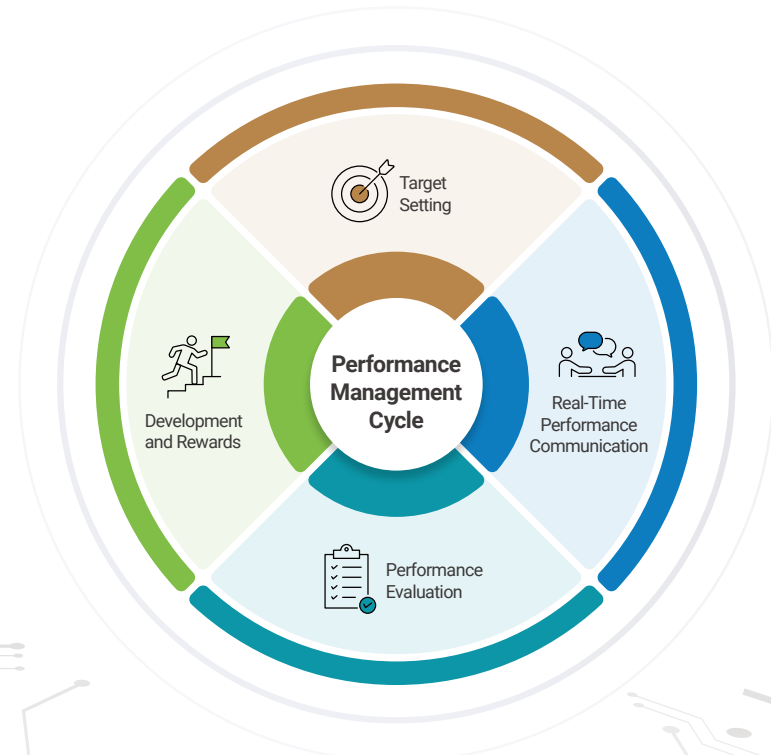 Target
Setting
Performance
Management
Cycle
Real-Time
Performance
Communication
Development
and Rewards
Performance
Evaluation